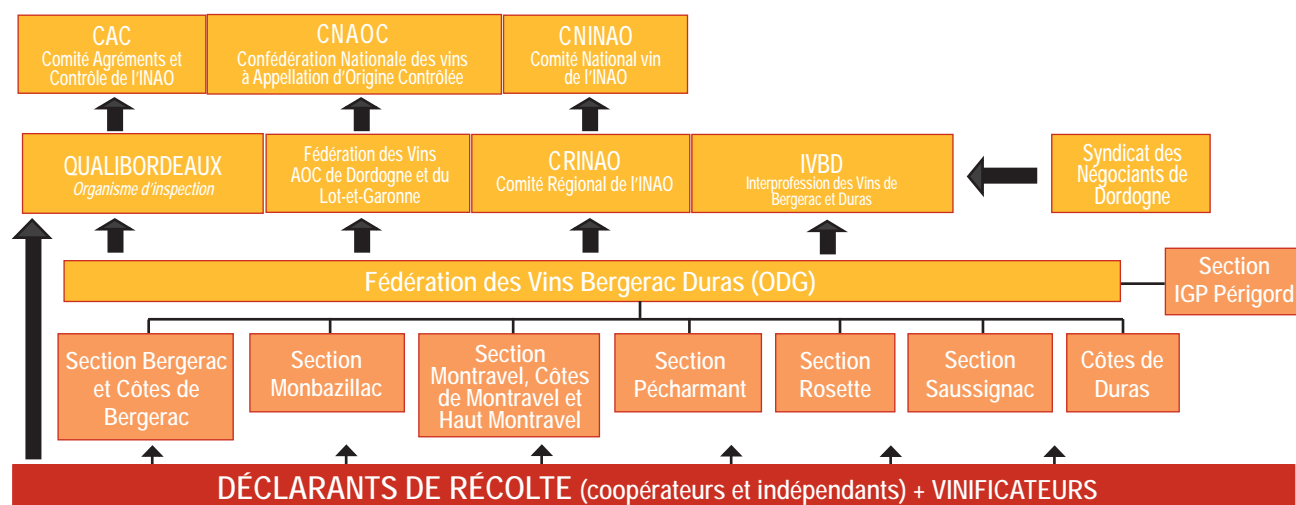 CAC
Comité Agréments et
Contrôle de l'INAO
CNAOC
Confédération Nationale des vins
à Appellation d'Origine Contrôlée
CNINAO
Comité National vin
de l'INAO
QUALIBORDEAUX
Organisme d'inspection
Fédération des Vins
AOC de Dordogne et du
Lot-et-Garonne
CRINAO
Comité Régional de l'INAO
IVBD
Interprofession des Vins de
Bergerac et Duras
Syndicat des
Négociants de
Dordogne
Fédération des Vins Bergerac Duras (ODG)
Section
IGP Périgord
Section Bergerac
et Côtes de
Bergerac
Section
Monbazillac
Section
Montravel, Côtes
de Montravel et
Haut Montravel
Section
Pécharmant
Section
Rosette
Section
Saussignac
Côtes de
Duras
DÉCLARANTS DE RÉCOLTE (coopérateurs et indépendants) + VINIFICATEURS